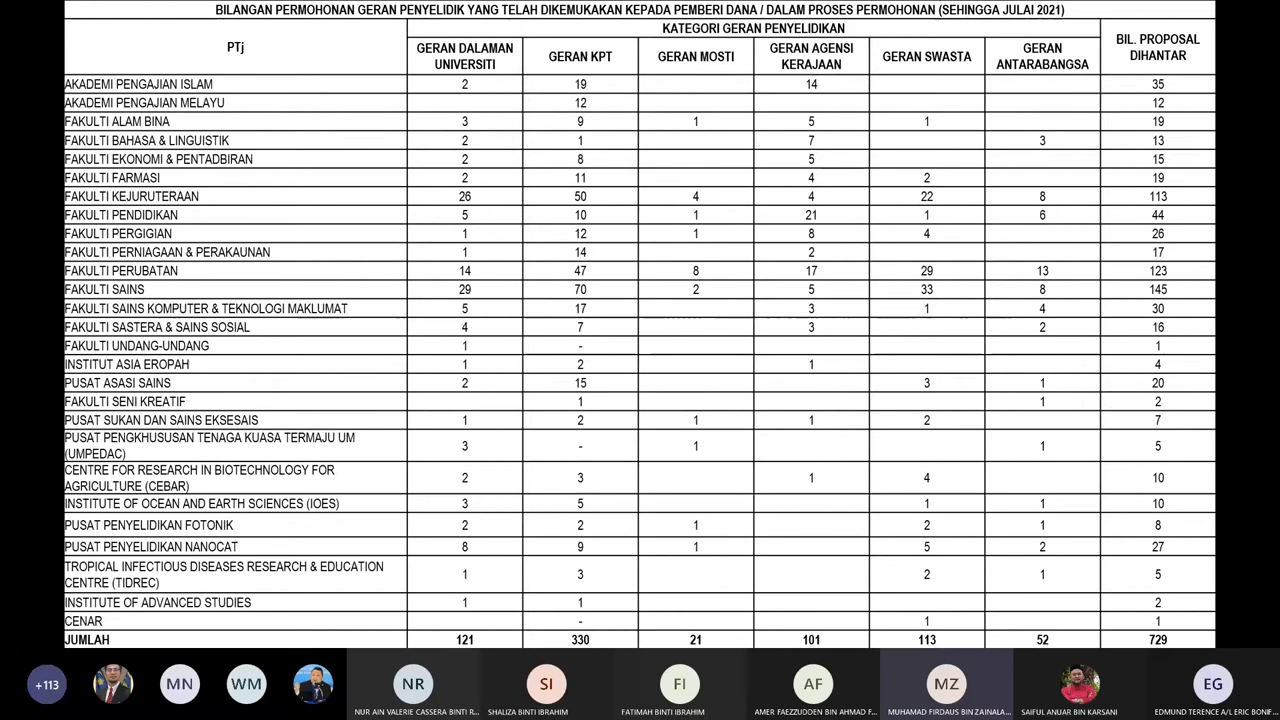 BILANGAN PERMOHONAN GERAN PENYELIDIK YANG TELAH DIKEMUKAKAN KEPADA PEMBERI DANA / DALAM PROSES PERMOHONAN (SEHINGGA JULAI 2021)
PTj
KATEGORI GERAN PENYELIDIKAN
BIL. PROPOSAL
DIHANTAR
GERAN DALAMAN
UNIVERSITI
GERAN KPT
GERAN MOSTI
GERAN AGENSI
KERAJAAN
GERAN SWASTA
GERAN
ANTARABANGSA
AKADEMI PENGAJIAN ISLAM 2 19 14 35
AKADEMI PENGAJIAN MELAYU 12 12
FAKULTI ALAM BINA 3 9 1 5 1 19
FAKULTI BAHASA & LINGUISTIK 2 1 7 3 13
FAKULTI EKONOMI & PENTADBIRAN 2 8 5 15
FAKULTI FARMASI 2 11 4 2 19
FAKULTI KEJURUTERAAN 26 50 4 4 22 8 113
FAKULTI PENDIDIKAN 5 10 1 21 1 6 44
FAKULTI PERGIGIAN 1 12 1 8 4 26
FAKULTI PERNIAGAAN & PERAKAUNAN 1 14 2 17
FAKULTI PERUBATAN 14 47 8 17 29 13 123
FAKULTI SAINS 29 70 2 5 33 8 145
FAKULTI SAINS KOMPUTER & TEKNOLOGI MAKLUMAT 5 17 3 1 4 30
FAKULTI SASTERA & SAINS SOSIAL 4 7 3 2 16
FAKULTI UNDANG-UNDANG 1 - 1
INSTITUT ASIA EROPAH 1 2 1 4
PUSAT ASASI SAINS 2 15 3 1 20
FAKULTI SENI KREATIF 1 1 2
PUSAT SUKAN DAN SAINS EKSESAIS 1 2 1 1 2 7
PUSAT PENGKHUSUSAN TENAGA KUASA TERMAJU UM
(UMPEDAC) 3 - 1 1 5
CENTRE FOR RESEARCH IN BIOTECHNOLOGY FOR
AGRICULTURE (CEBAR) 2 3 1 4 10
INSTITUTE OF OCEAN AND EARTH SCIENCES (IOES) 3 5 1 1 10
PUSAT PENYELIDIKAN FOTONIK 2 2 1 2 1 8
PUSAT PENYELIDIKAN NANOCAT 8 9 1 5 2 27
TROPICAL INFECTIOUS DISEASES RESEARCH & EDUCATION
CENTRE (TIDREC) 1 3 2 1 5
INSTITUTE OF ADVANCED STUDIES 1 1 2
CENAR - 1 1
JUMLAH 121 330 21 101 113 52 729
+113 MN WM NR SI FI AF MZ EG
NUR AIN VALERIE CASSERA BINTI R... SHALIZA BINTI IBRAHIM FATIMAH BINTI IBRAHIM AMER FAEZZUDDEN BIN AHMAD F... MUHAMAD FIRDAUS BIN ZAINALA... SAIFUL ANUAR BIN KARSANI EDMUND TERENCE A/L ERIC BONIF...